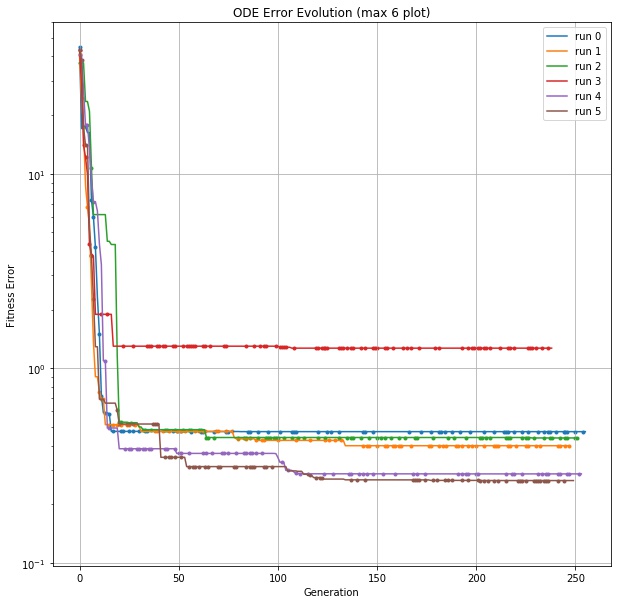 ODE Error Evolution (max 6 plot)
run 0
run 1
run 2
run 3
run 4
run 5
10¹
10⁰
10⁻¹
Fitness Error
0
50
100
150
200
250
Generation